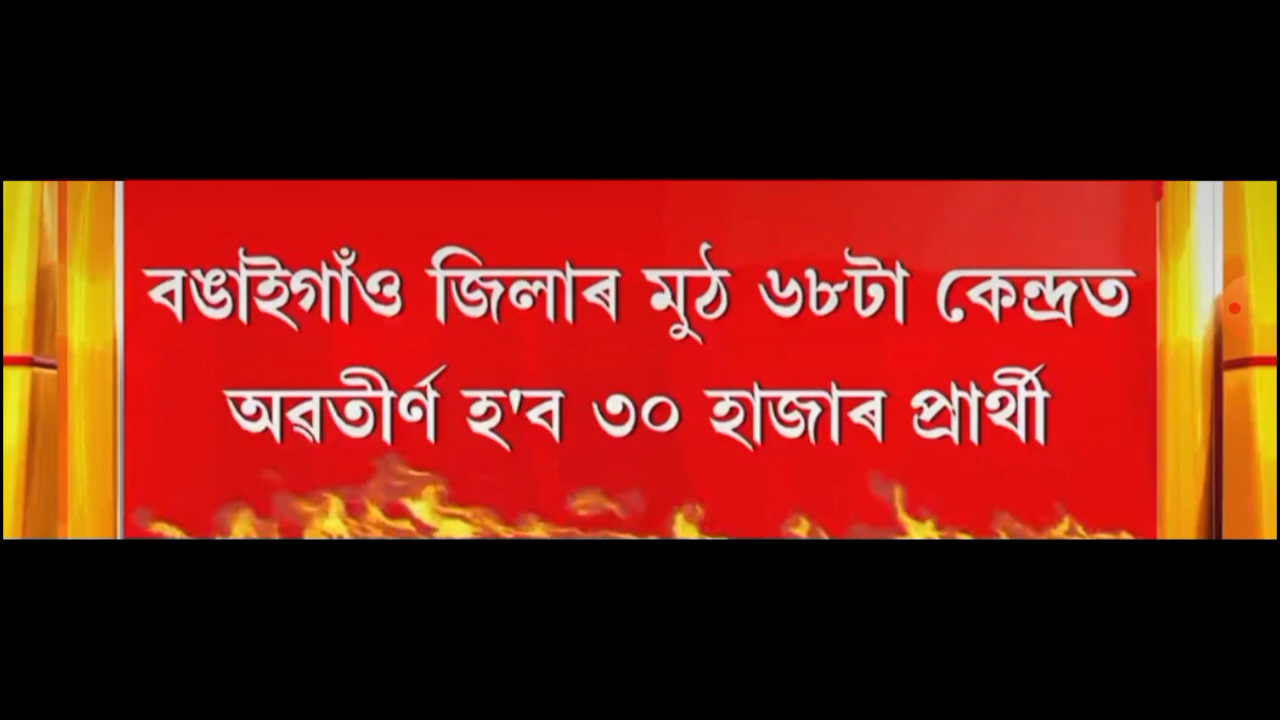 বঙাইগাঁও জিলাৰ মুঠ ৬৮টা কেন্দ্ৰত
অৱতীৰ্ণ হ'ব ৩০ হাজাৰ প্ৰাৰ্থী